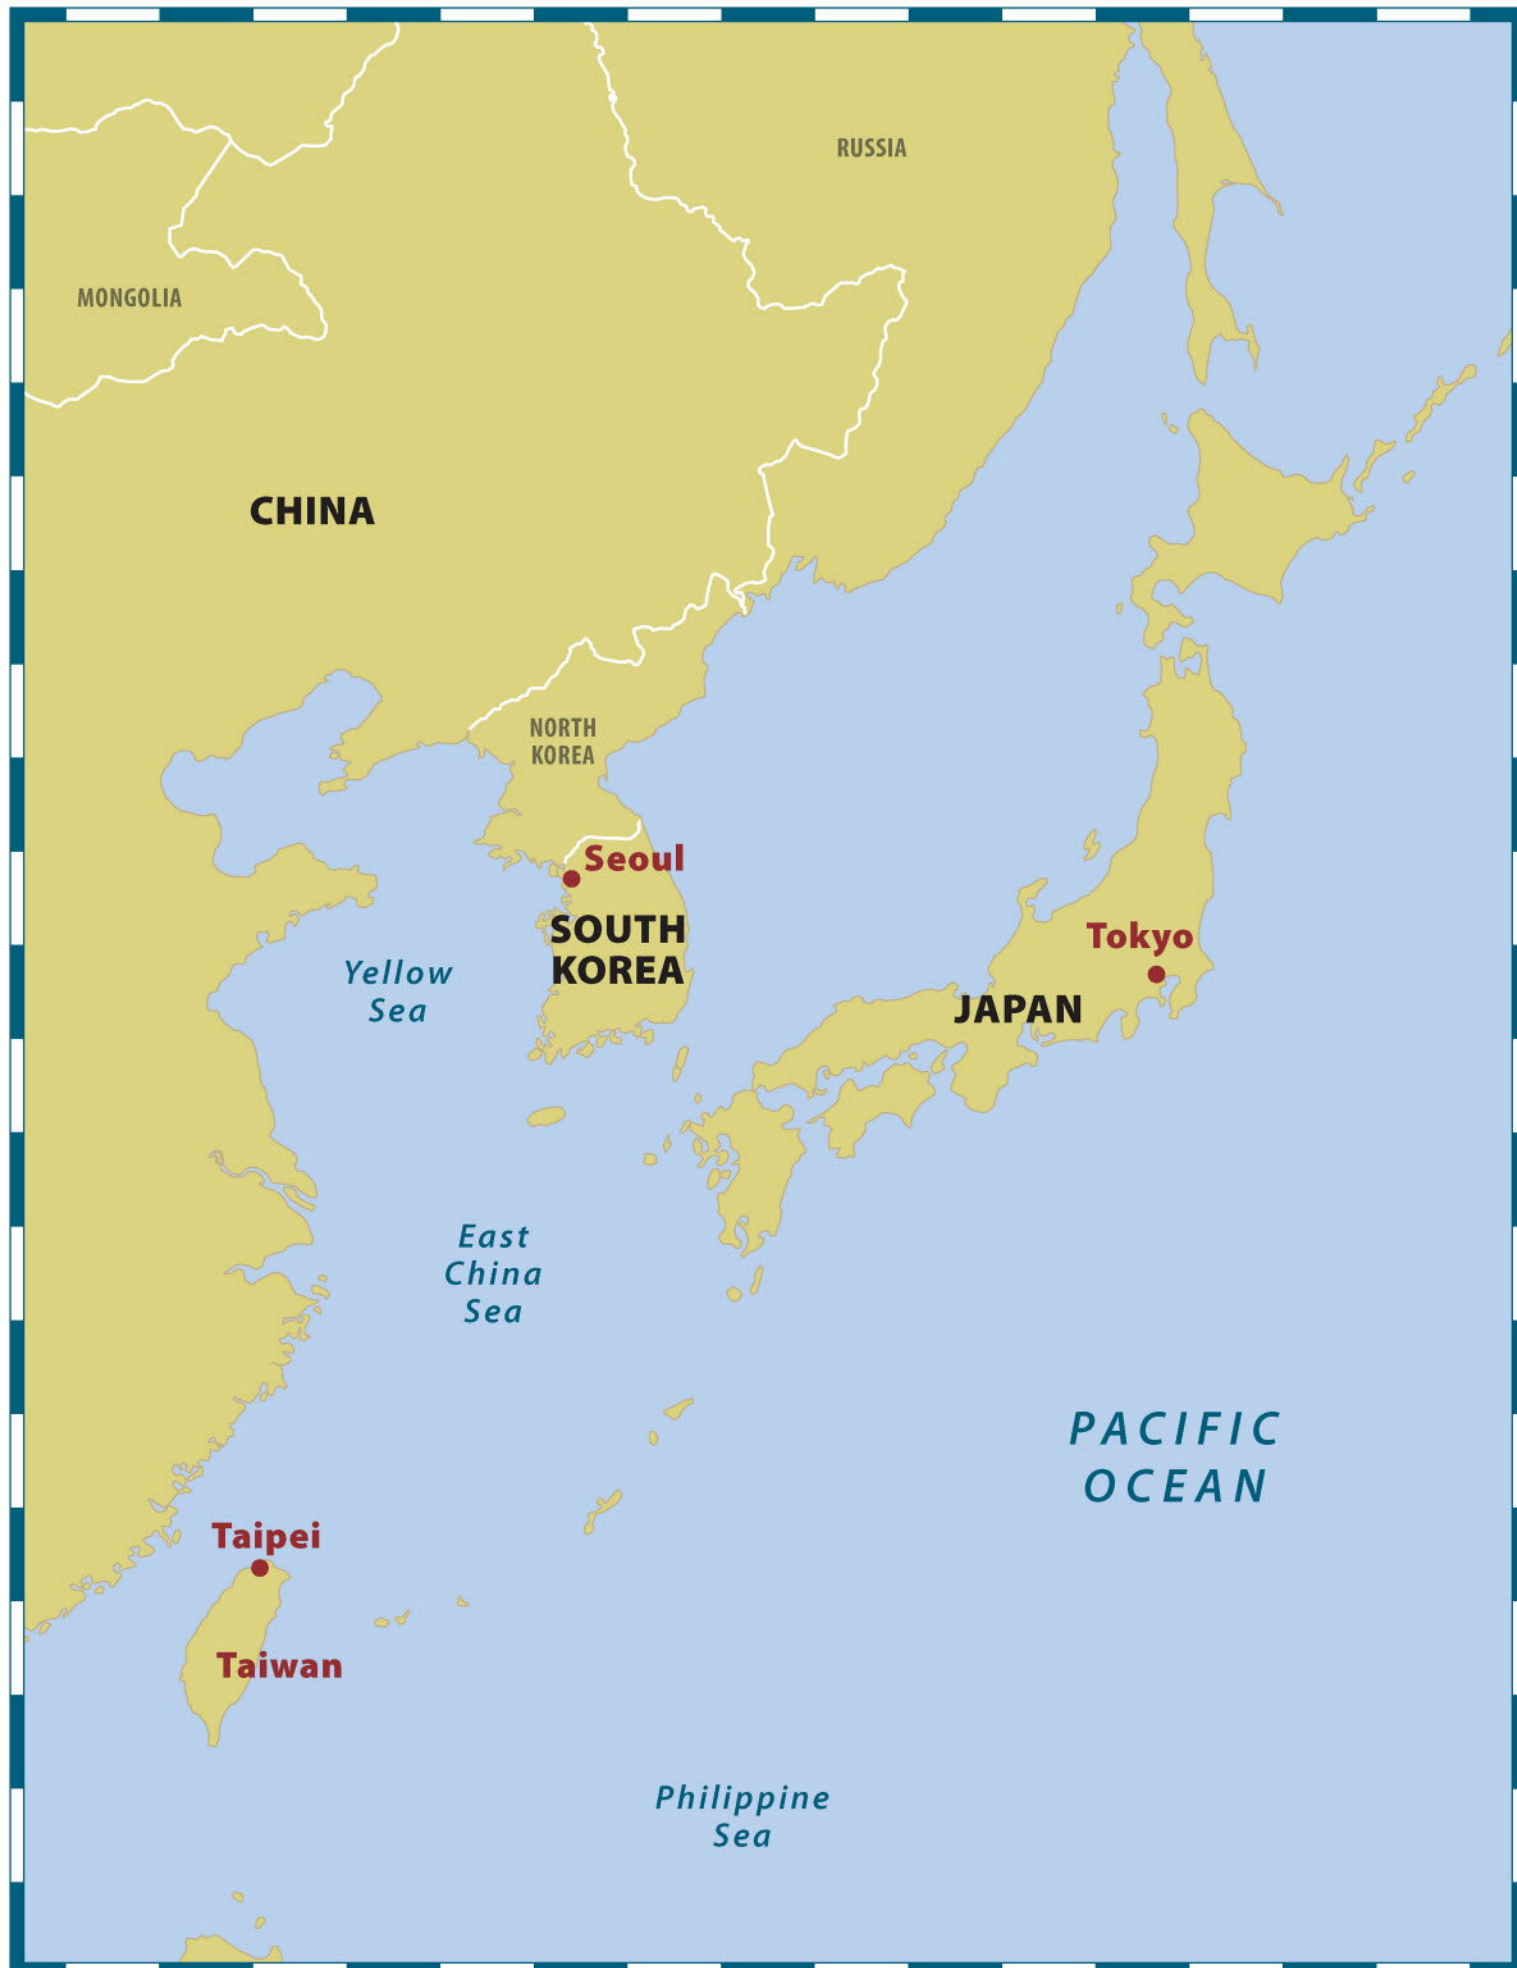 RUSSIA
MONGOLIA
CHINA
NORTH
KOREA
Seoul
SOUTH
KOREA
Tokyo
JAPAN
Yellow
Sea
East
China
Sea
PACIFIC
OCEAN
Taipei
Taiwan
Philippine
Sea